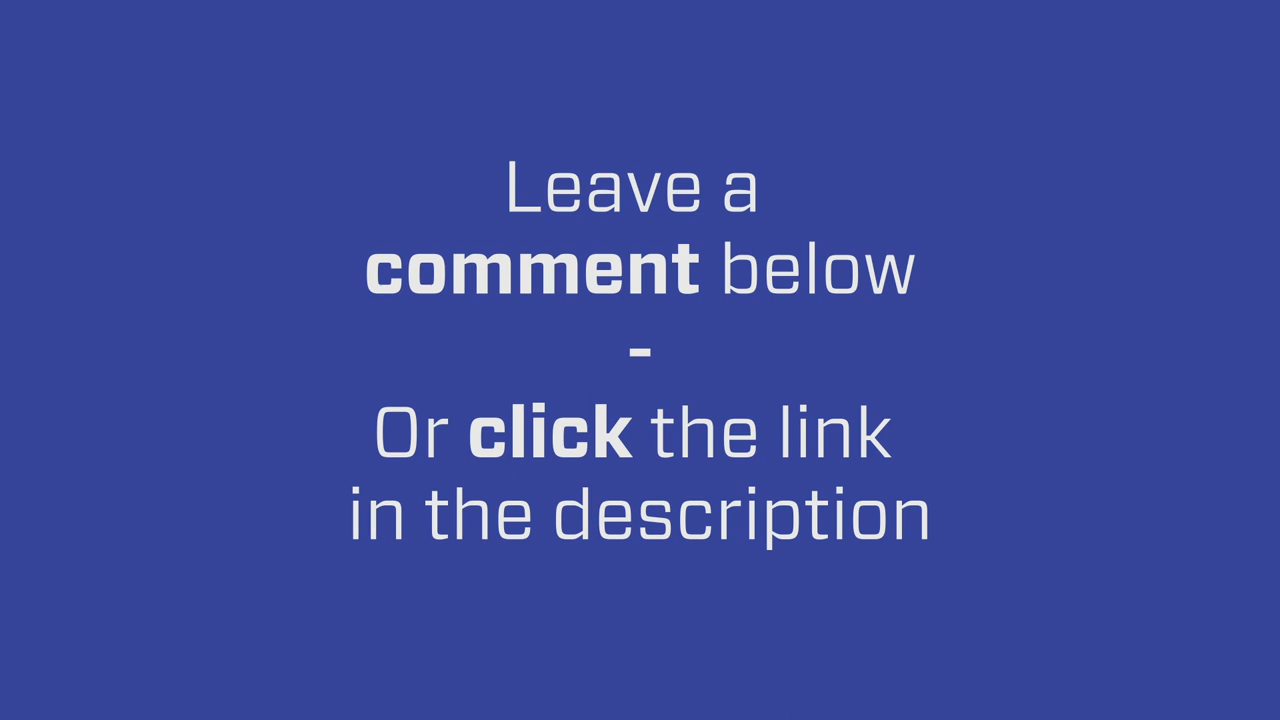 Leave a
comment below
-
Or click the link
in the description